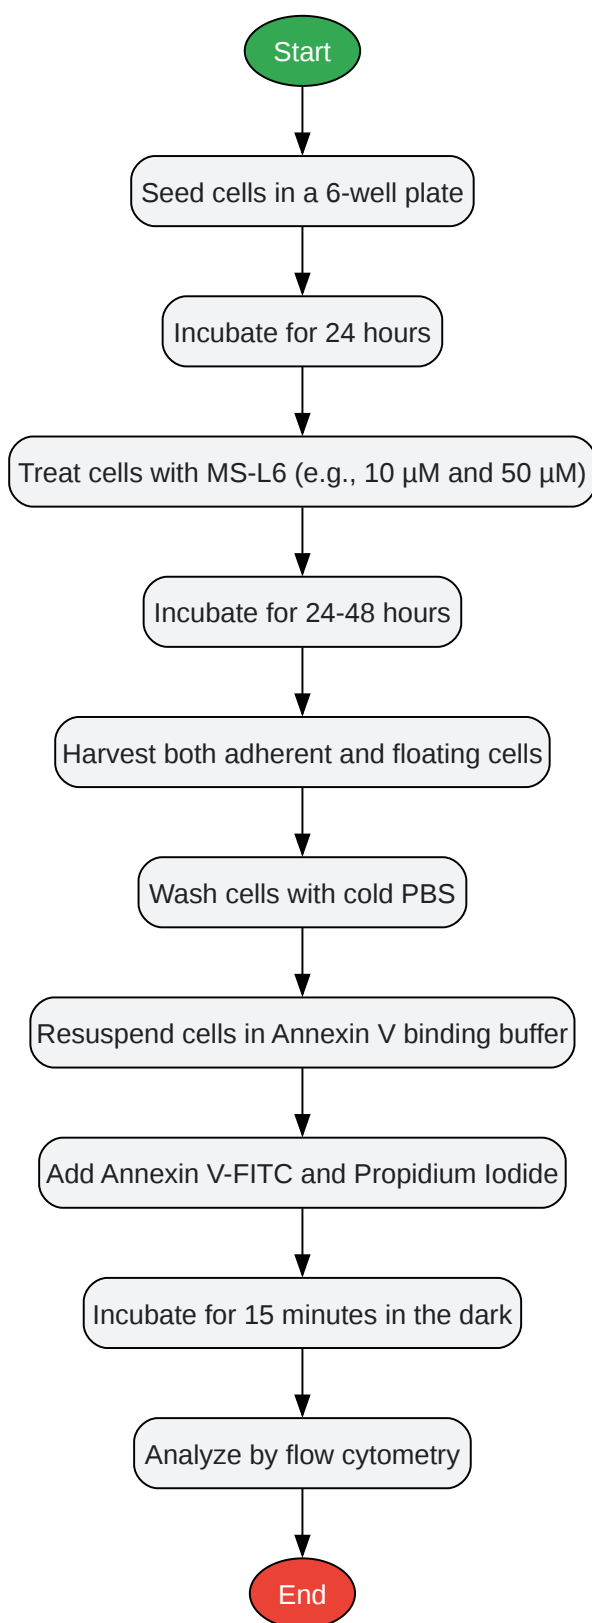 Start
Seed cells in a 6-well plate
Incubate for 24 hours
Treat cells with MS-L6 (e.g., 10 µM and 50 µM)
Incubate for 24-48 hours
Harvest both adherent and floating cells
Wash cells with cold PBS
Resuspend cells in Annexin V binding buffer
Add Annexin V-FITC and Propidium Iodide
Incubate for 15 minutes in the dark
Analyze by flow cytometry
End